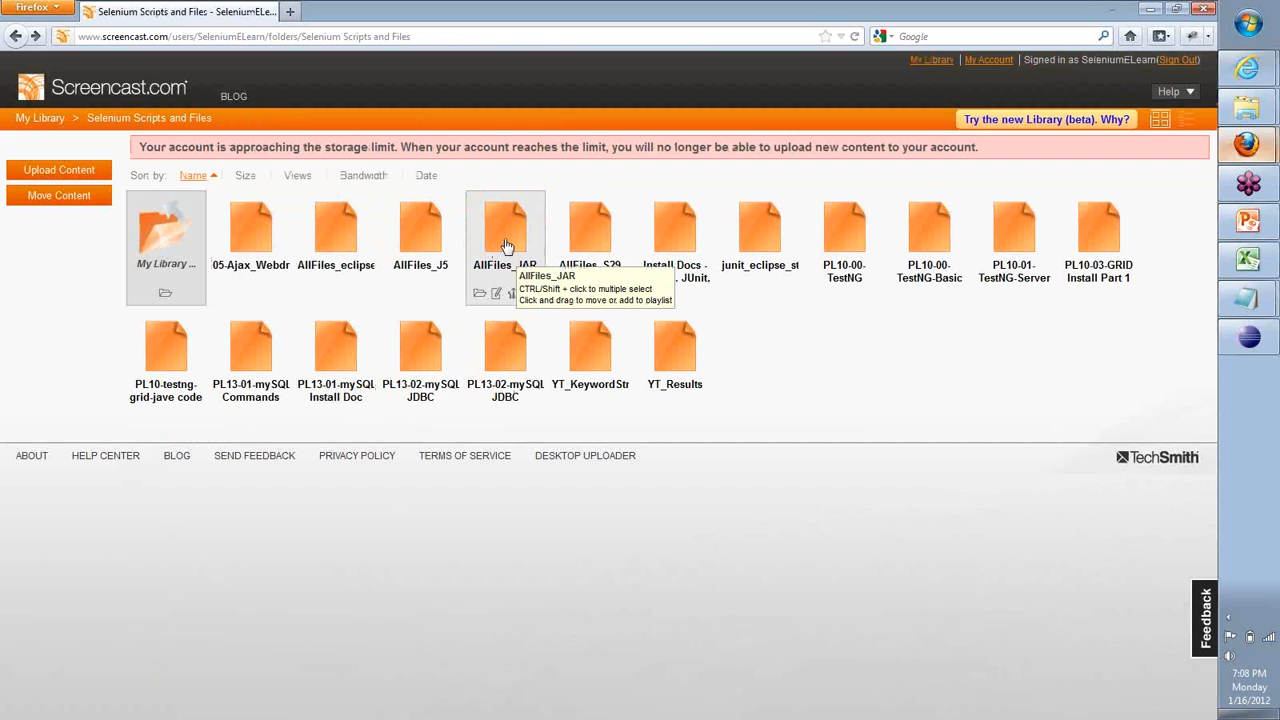 Firefox
Selenium Scripts and Files - SeleniumELe...
www.screencast.com/users/SeleniumELearn/folders/Selenium Scripts and Files
Google
My Library | My Account | Signed in as SeleniumELearn(Sign Out)
Screencast.com
BLOG
Help
My Library > Selenium Scripts and Files
Try the new Library (beta). Why?
Your account is approaching the storage limit. When your account reaches the limit, you will no longer be able to upload new content to your account.
Upload Content
Move Content
Sort by: Name Size Views Bandwidth Date
My Library ...
05-Ajax_Webdr
AllFiles_eclipse
AllFiles_J5
AllFiles_JAR
AllFiles_S29
Install Docs -
, JUnit,
junit_eclipse_st
PL10-00-
TestNG
PL10-00-
TestNG-Basic
PL10-01-
TestNG-Server
PL10-03-GRID
Install Part 1
AllFiles_JAR
CTRL/Shift + click to multiple select
Click and drag to move or add to playlist
PL10-testng-
grid-jave code
PL13-01-mySQL
Commands
PL13-01-mySQL
Install Doc
PL13-02-mySQL
JDBC
PL13-02-mySQL
JDBC
YT_KeywordStr
YT_Results
ABOUT HELP CENTER BLOG SEND FEEDBACK PRIVACY POLICY TERMS OF SERVICE DESKTOP UPLOADER
TechSmith
Feedback
7:08 PM
Monday
1/16/2012